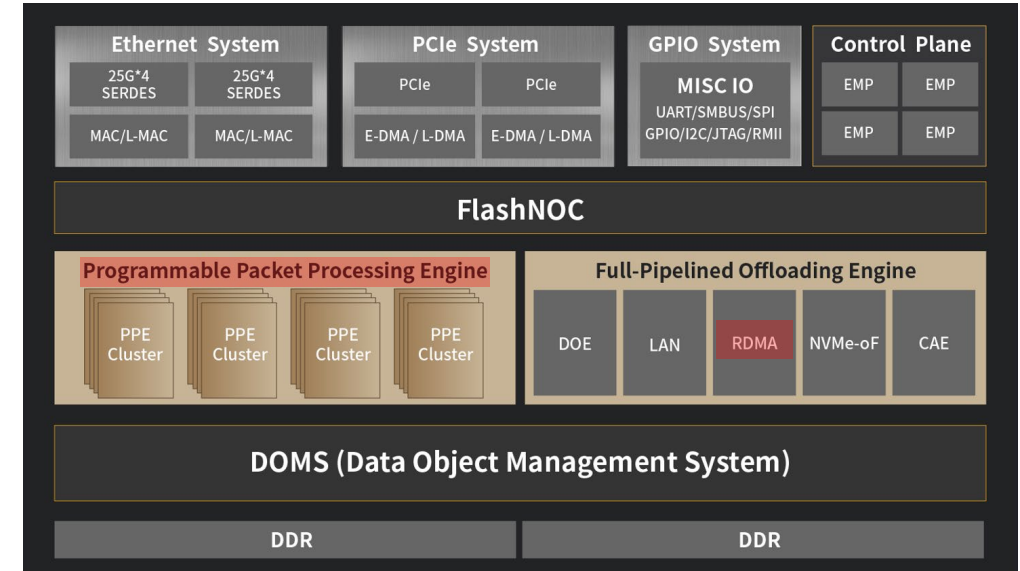 Ethernet System
25G*4
SERDES
25G*4
SERDES
MAC/L-MAC
MAC/L-MAC
PCIe System
PCIe
PCIe
E-DMA / L-DMA
E-DMA / L-DMA
GPIO System
MISC IO
UART/SMBUS/SPI
GPIO/I2C/JTAG/RMII
Control Plane
EMP
EMP
EMP
EMP
FlashNOC
Programmable Packet Processing Engine
PPE
Cluster
PPE
Cluster
PPE
Cluster
PPE
Cluster
Full-Pipelined Offloading Engine
DOE
LAN
RDMA
NVMe-oF
CAE
DOMS (Data Object Management System)
DDR
DDR